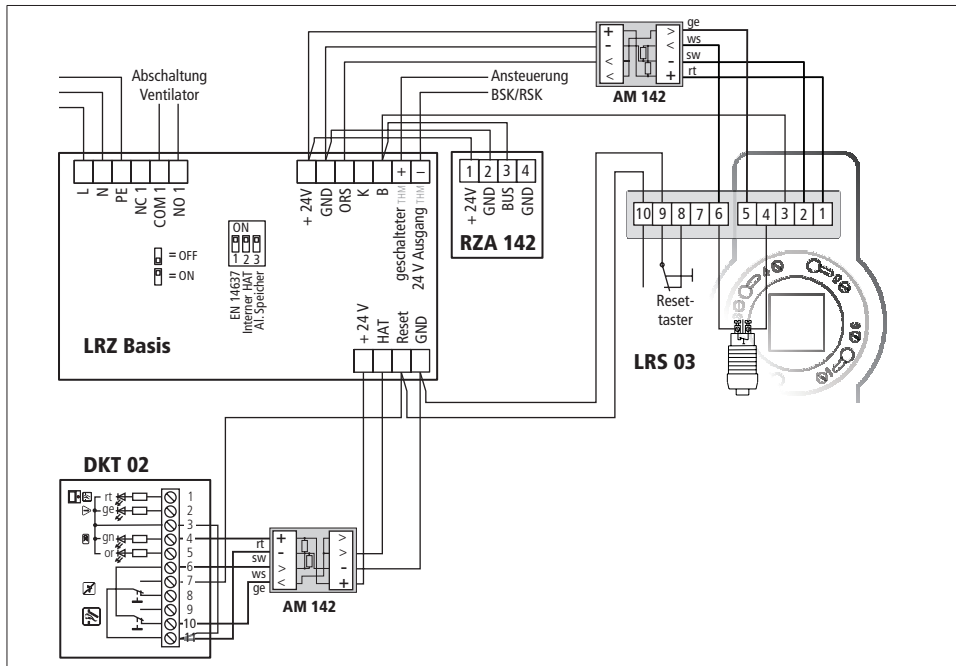 ge
ws
sw
rt
+ >
- <
< -
< +
AM 142
Abschaltung
Ventilator
Ansteuerung
BSK/RSK
L
N
PE
NC 1
COM 1
NO 1
+ 24V
GND
ORS
K
B
+
−
geschalteter THM
24 V Ausgang THM
1 2 3 4
+ 24V
GND
BUS
GND
RZA 142
ON
1 2 3
= OFF
= ON
EN 14637
Interner HAT
Al. Speicher
10 9 8 7 6 5 4 3 2 1
Reset-
taster
LRS 03
LRZ Basis
+ 24 V
HAT
Reset
GND
DKT 02
rt 1
ge 2
3
gn 4
or 5
6
7
8
9
10
11
rt
sw
ws
ge
+ >
- >
> -
< +
AM 142